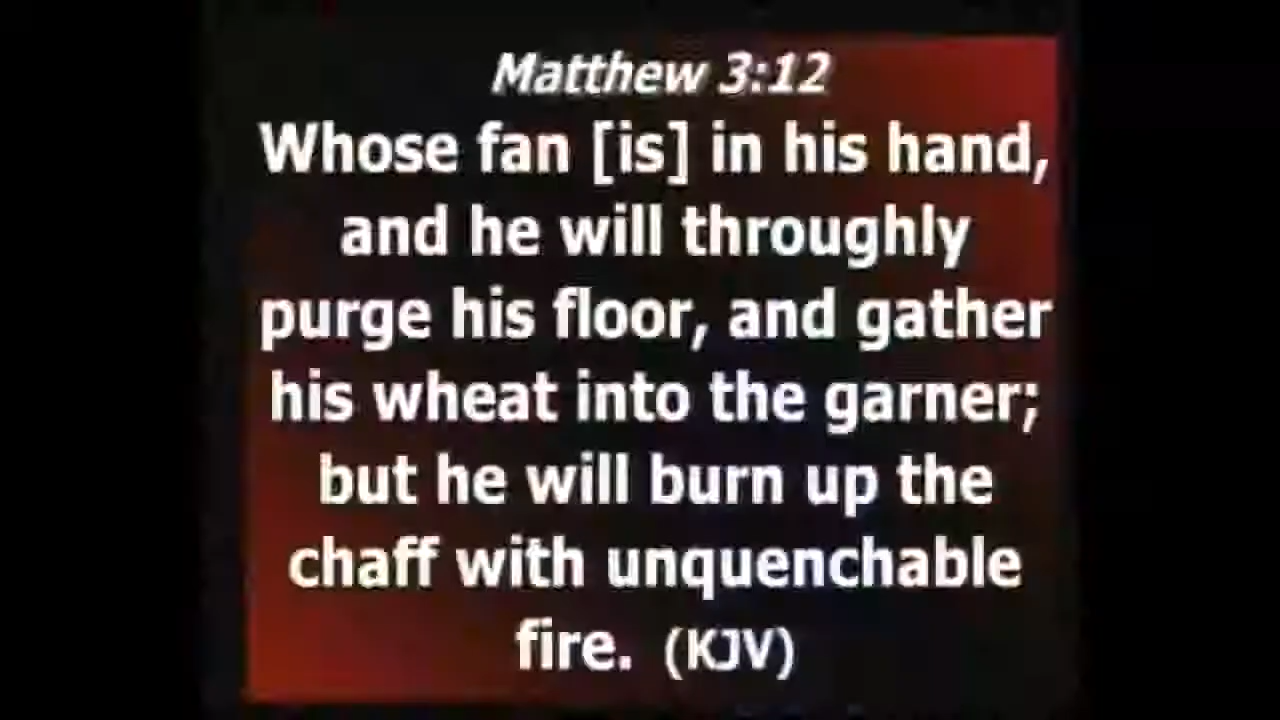 Matthew 3:12
Whose fan [is] in his hand,
and he will throughly
purge his floor, and gather
his wheat into the garner;
but he will burn up the
chaff with unquenchable
fire. (KJV)